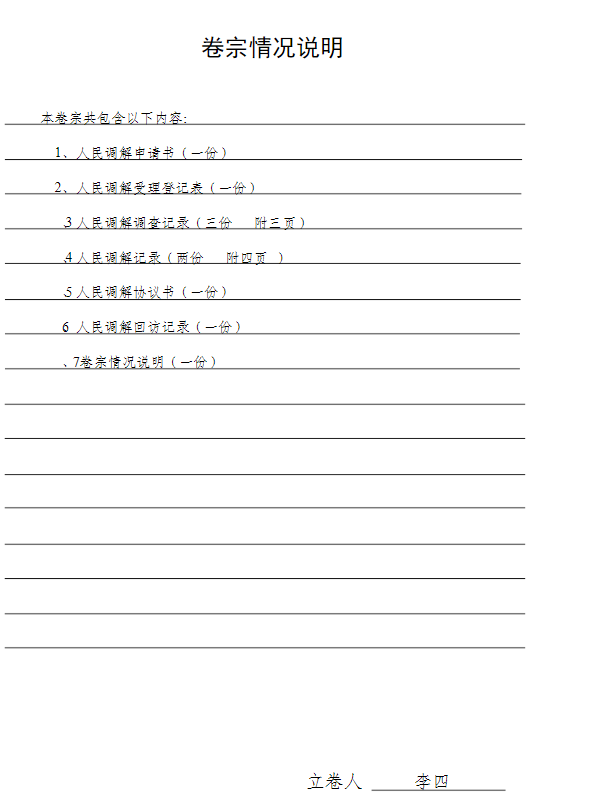 卷宗情况说明
本卷宗共包含以下内容:
1、人民调解申请书（一份）
2、人民调解受理登记表（一份）
.3 人民调解调查记录（三份 附三页）
.4 人民调解记录（两份 附四页 ）
.5 人民调解协议书（一份）
6 人民调解回访记录（一份）
、7卷宗情况说明（一份）
立卷人 李四